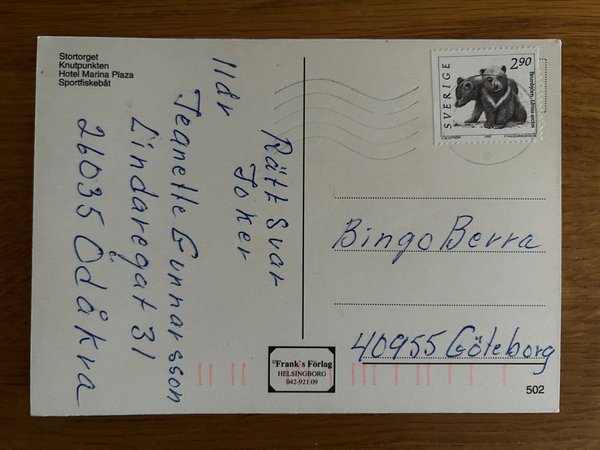 Stortorget
Knutpunkten
Hotel Marina Plaza
Sportfiskebåt
Rätt Svar
Joker
11år
Jeanette Gunnarsson
Lindaregat 31
26035 Ödåkra
SVERIGE
2.90
Bingo Berra
40955 Göteborg
©Frank's Förlag
HELSINGBORG
042-921 09
502